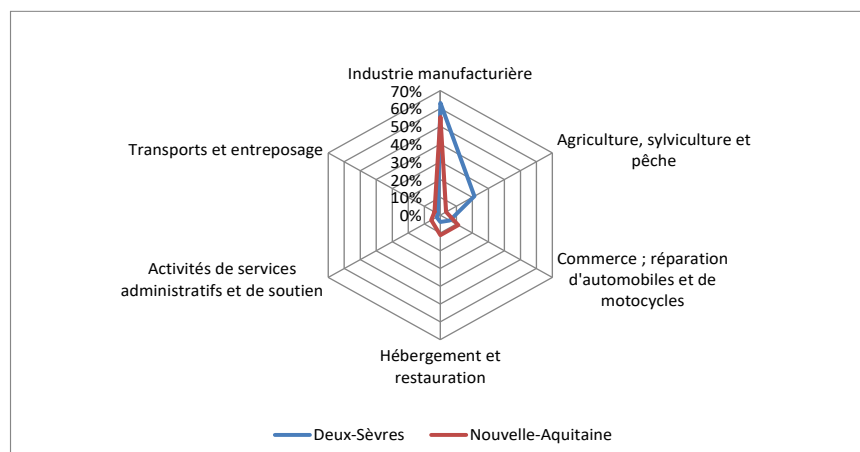 Industrie manufacturière
70%
60%
50%
40%
30%
20%
10%
0%
Agriculture, sylviculture et
pêche
Commerce ; réparation
d'automobiles et de
motocycles
Hébergement et
restauration
Activités de services
administratifs et de soutien
Transports et entreposage
Deux-Sèvres
Nouvelle-Aquitaine